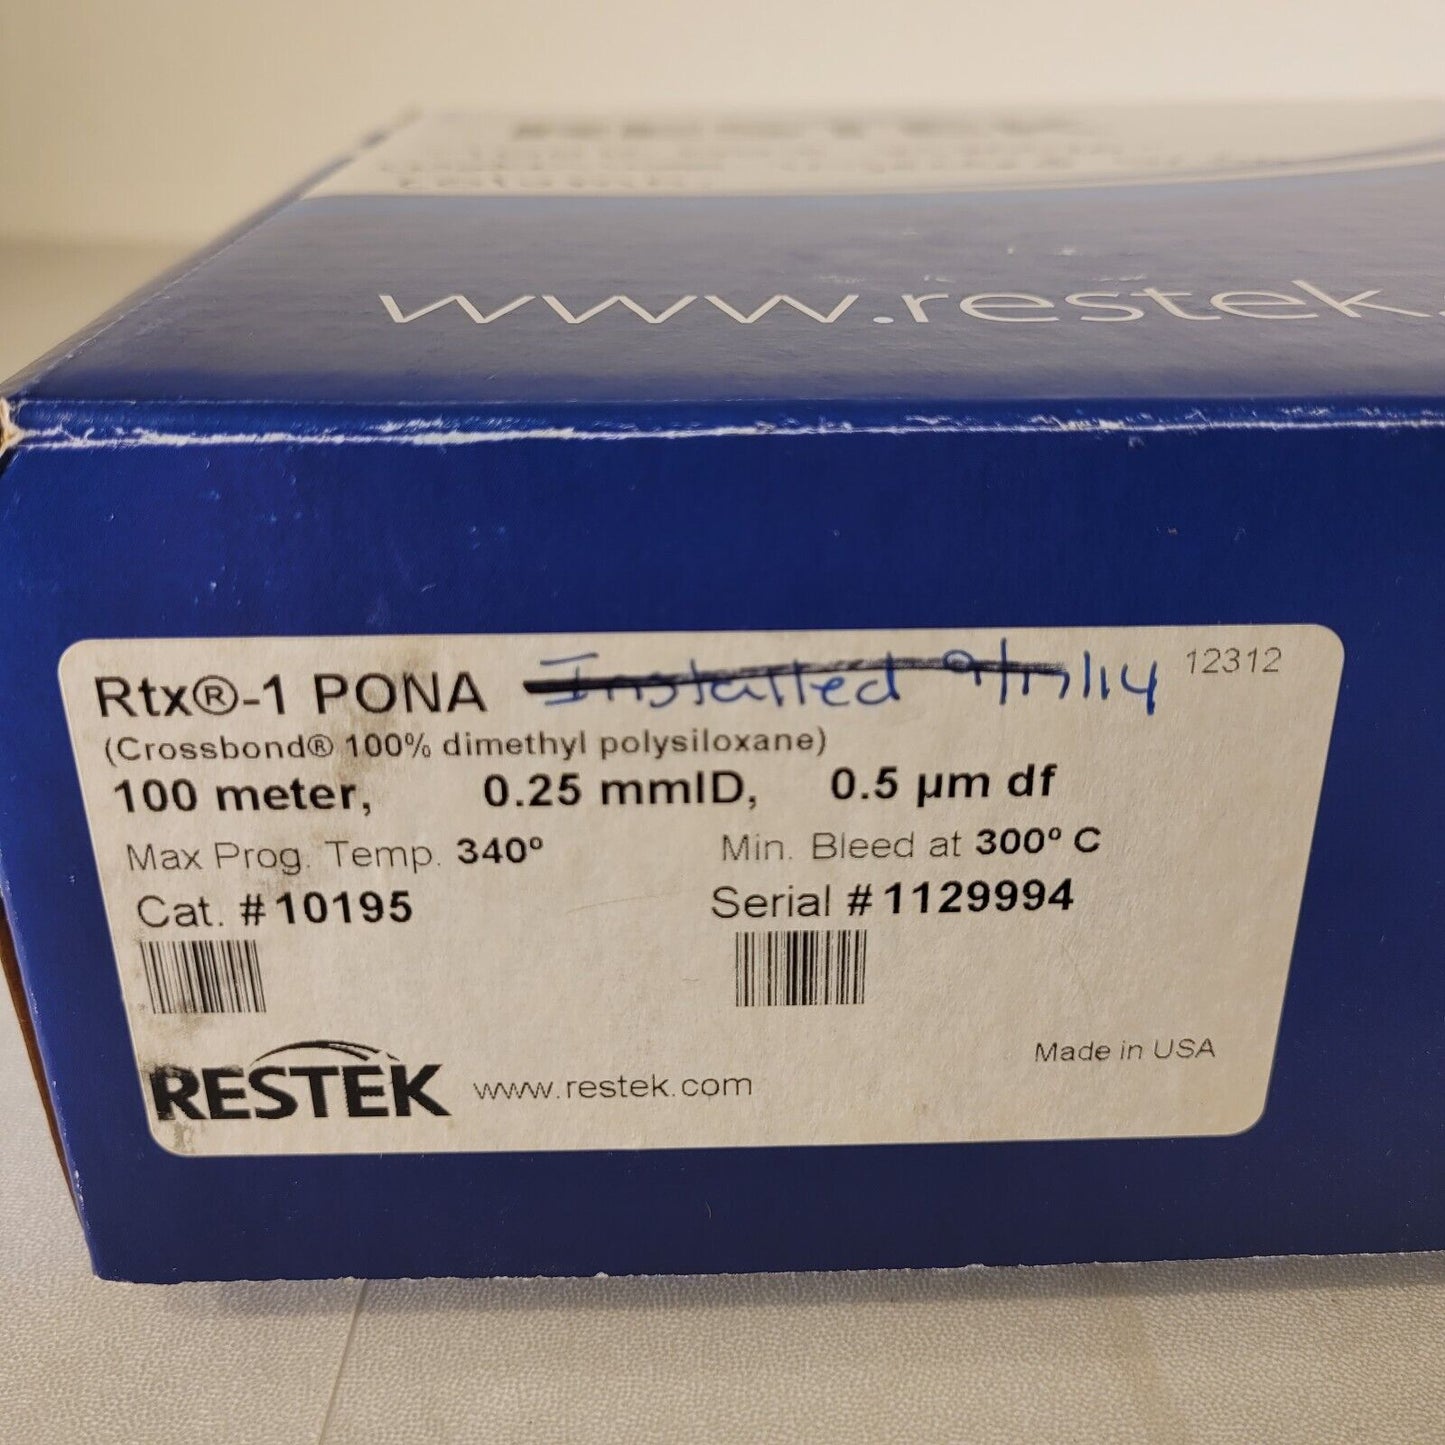 RESTEK
www.restek.
Rtx®-1 PONA Installed 9/17/14 12312
(Crossbond® 100% dimethyl polysiloxane)
100 meter, 0.25 mmID, 0.5 µm df
Max Prog. Temp. 340° Min. Bleed at 300° C
Cat. #10195 Serial #1129994
RESTEK www.restek.com
Made in USA